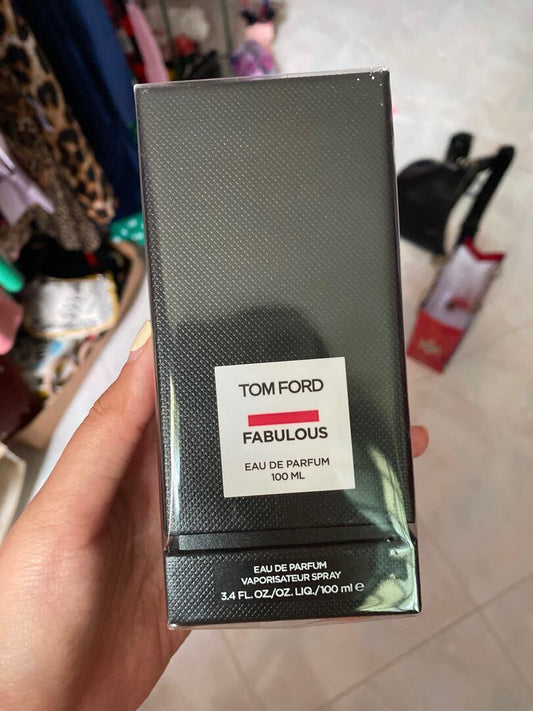 TOM FORD
FABULOUS
EAU DE PARFUM
100 ML
EAU DE PARFUM
VAPORISATEUR SPRAY
3.4 FL. OZ./OZ. LIQ./100 ml ℮